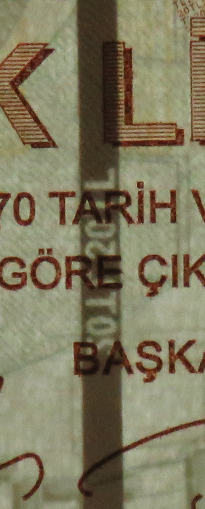 K Lİ
70 TARİH V
GÖRE ÇIK
BAŞKA